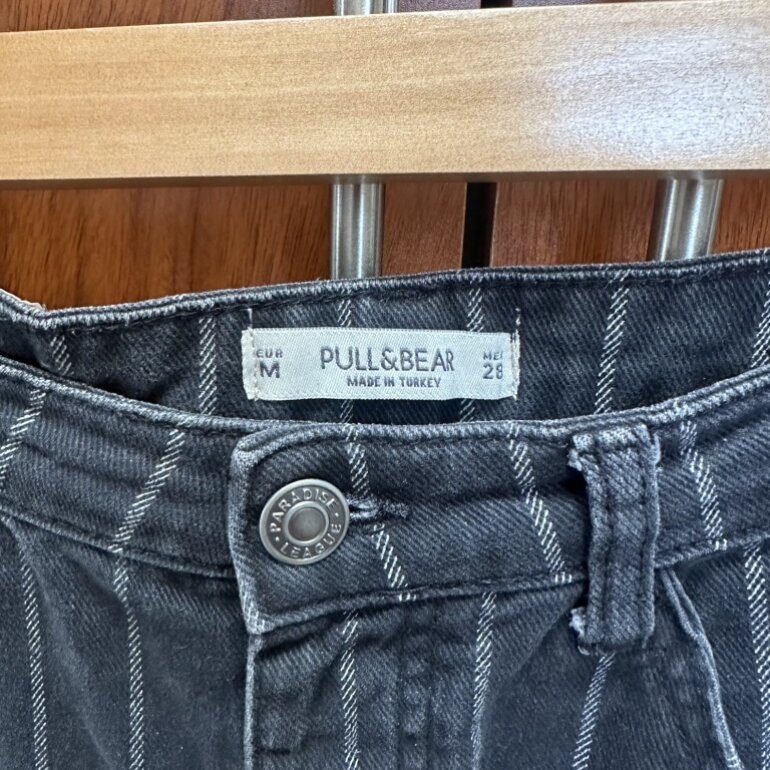 EUR
M
PULL&BEAR
MADE IN TURKEY
MEX
28
PARADISE
LEAGUE